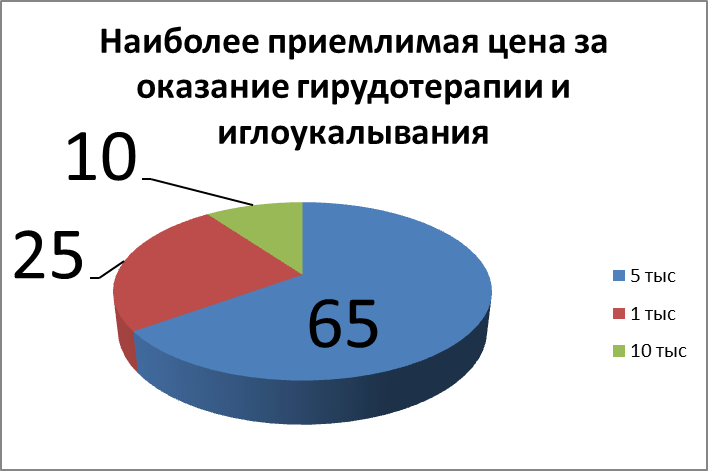 Наиболее приемлимая цена за
оказание гирудотерапии и
иглоукалывания
10
25
65
5 тыс
1 тыс
10 тыс